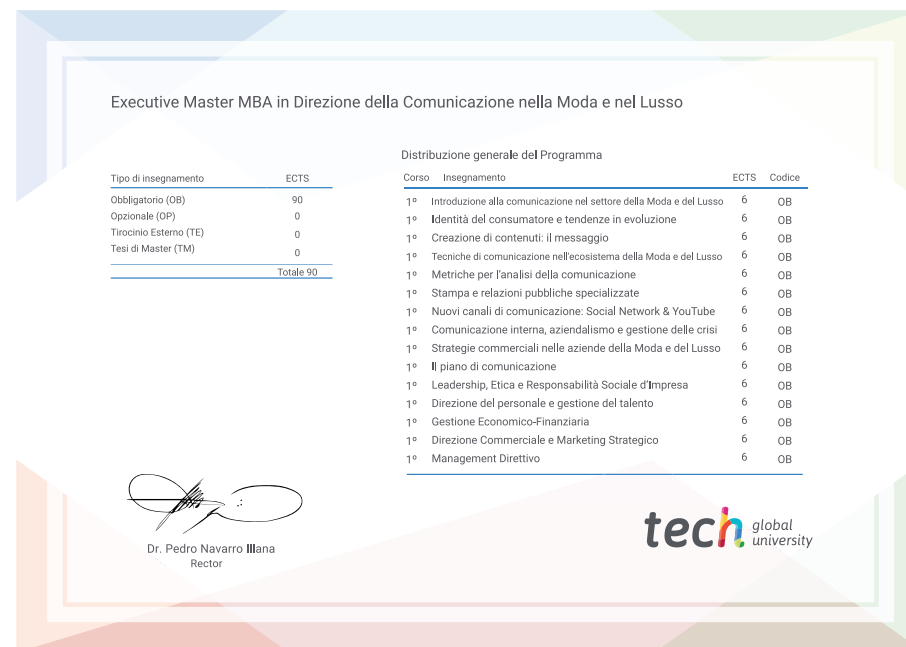 Executive Master MBA in Direzione della Comunicazione nella Moda e nel Lusso
Tipo di insegnamento ECTS
Obbligatorio (OB) 90
Opzionale (OP) 0
Tirocinio Esterno (TE) 0
Tesi di Master (TM) 0
Totale 90
Distribuzione generale del Programma
Corso Insegnamento ECTS Codice
1º Introduzione alla comunicazione nel settore della Moda e del Lusso 6 OB
1º Identità del consumatore e tendenze in evoluzione 6 OB
1º Creazione di contenuti: il messaggio 6 OB
1º Tecniche di comunicazione nell'ecosistema della Moda e del Lusso 6 OB
1º Metriche per l'analisi della comunicazione 6 OB
1º Stampa e relazioni pubbliche specializzate 6 OB
1º Nuovi canali di comunicazione: Social Network & YouTube 6 OB
1º Comunicazione interna, aziendalismo e gestione delle crisi 6 OB
1º Strategie commerciali nelle aziende della Moda e del Lusso 6 OB
1º Il piano di comunicazione 6 OB
1º Leadership, Etica e Responsabilità Sociale d'Impresa 6 OB
1º Direzione del personale e gestione del talento 6 OB
1º Gestione Economico-Finanziaria 6 OB
1º Direzione Commerciale e Marketing Strategico 6 OB
1º Management Direttivo 6 OB
Dr. Pedro Navarro Illana
Rector
tech global
university